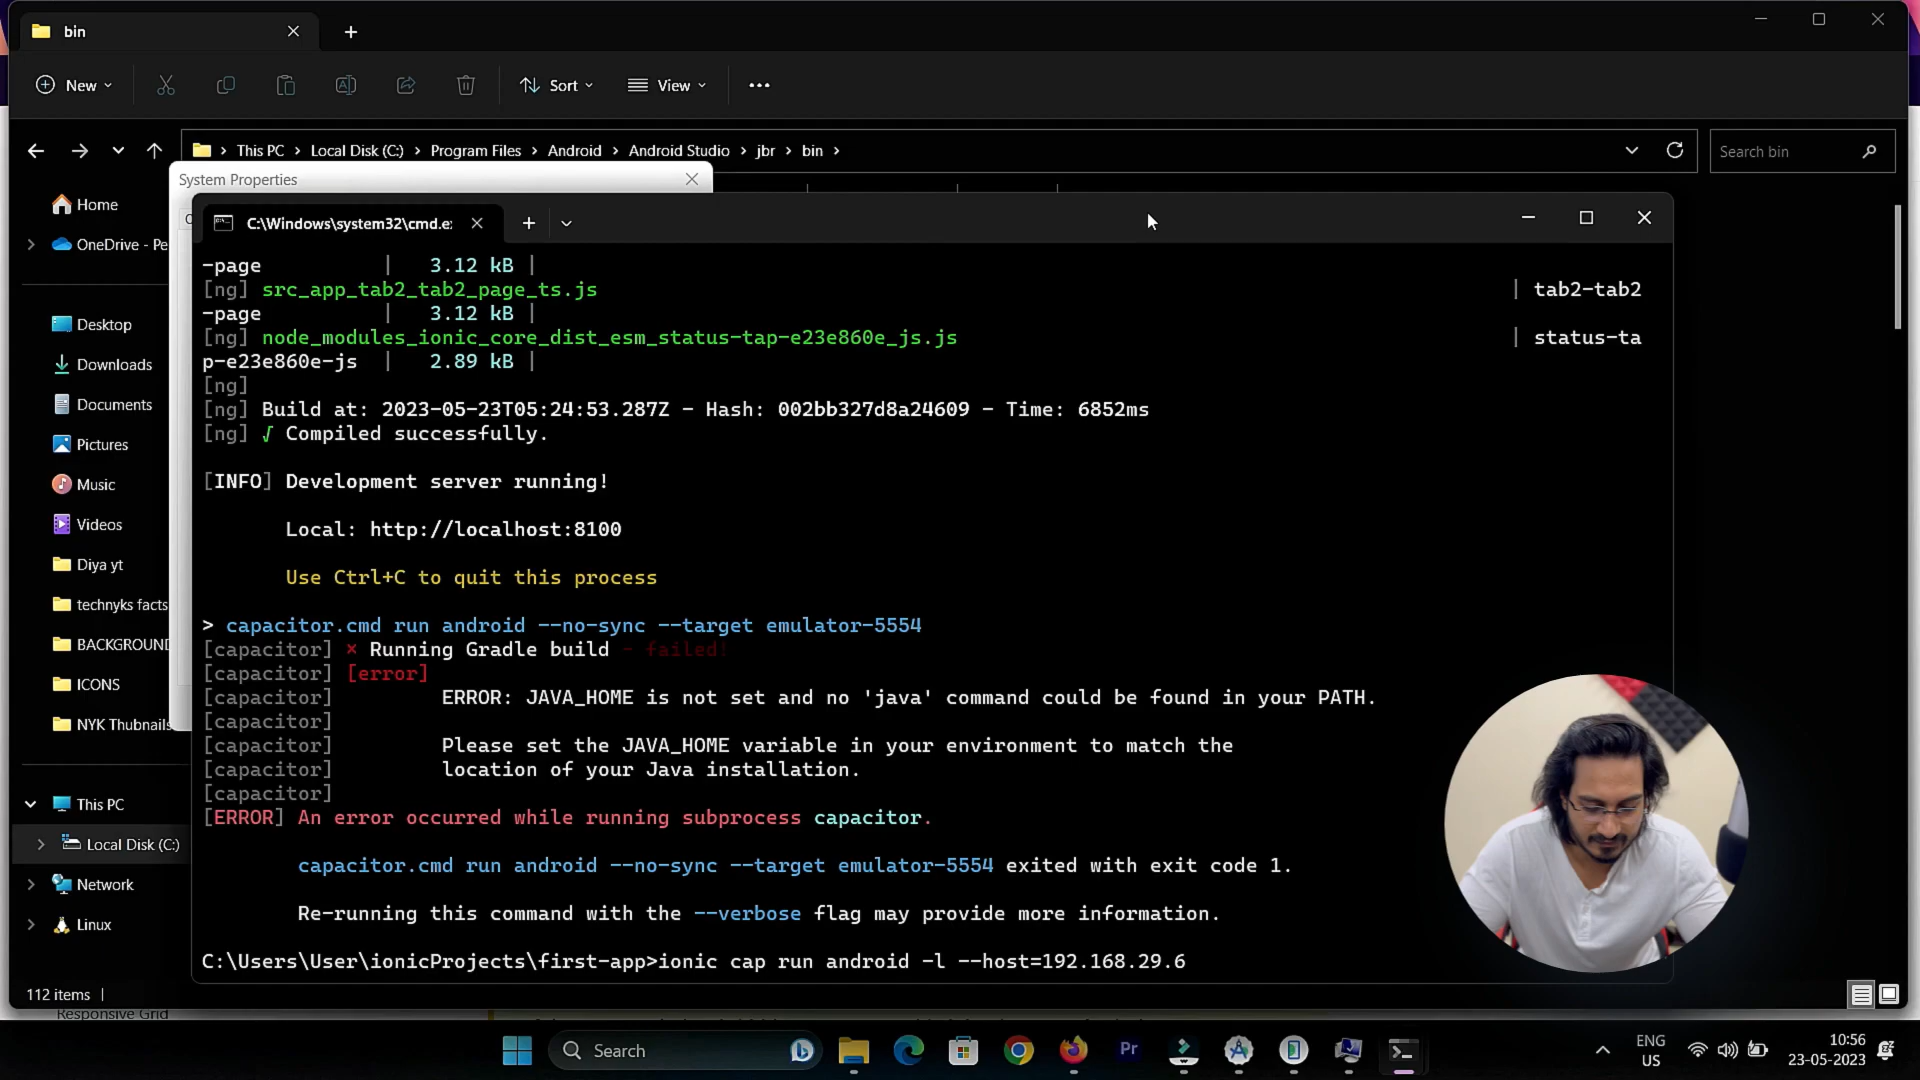 bin
New
Sort
View
This PC > Local Disk (C:) > Program Files > Android > Android Studio > jbr > bin >
Search bin
System Properties
Home
OneDrive - Pe
Desktop
Downloads
Documents
Pictures
Music
Videos
Diya yt
technyks facts
BACKGROUND
ICONS
NYK Thubnails
This PC
Local Disk (C:)
Network
Linux
112 items
C:\Windows\system32\cmd.e:
-page | 3.12 kB |
[ng] src_app_tab2_tab2_page_ts.js | tab2-tab2
-page | 3.12 kB |
[ng] node_modules_ionic_core_dist_esm_status-tap-e23e860e_js.js | status-ta
p-e23e860e-js | 2.89 kB |
[ng]
[ng] Build at: 2023-05-23T05:24:53.287Z - Hash: 002bb327d8a24609 - Time: 6852ms
[ng] √ Compiled successfully.
[INFO] Development server running!
Local: http://localhost:8100
Use Ctrl+C to quit this process
> capacitor.cmd run android --no-sync --target emulator-5554
[capacitor] × Running Gradle build - failed!
[capacitor] [error]
[capacitor] ERROR: JAVA_HOME is not set and no 'java' command could be found in your PATH.
[capacitor]
[capacitor] Please set the JAVA_HOME variable in your environment to match the
[capacitor] location of your Java installation.
[capacitor]
[ERROR] An error occurred while running subprocess capacitor.
capacitor.cmd run android --no-sync --target emulator-5554 exited with exit code 1.
Re-running this command with the --verbose flag may provide more information.
C:\Users\User\ionicProjects\first-app>ionic cap run android -l --host=192.168.29.6
Responsive Grid
Search
Pr
ENG
US
10:56
23-05-2023